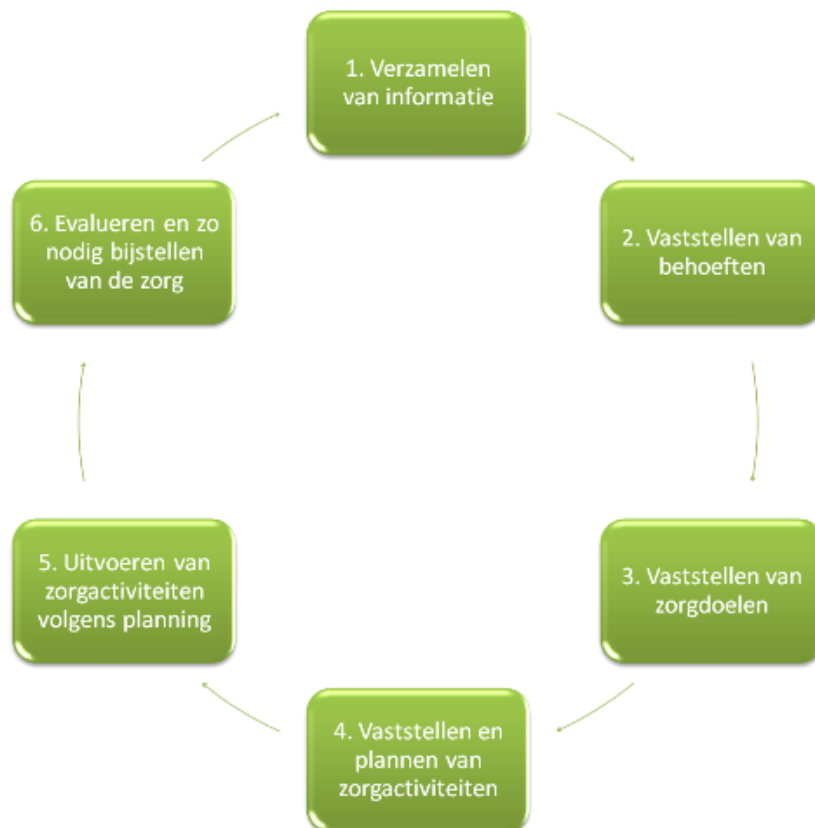 1. Verzamelen
van informatie
2. Vaststellen van
behoeften
3. Vaststellen van
zorgdoelen
4. Vaststellen en
plannen van
zorgactiviteiten
5. Uitvoeren van
zorgactiviteiten
volgens planning
6. Evalueren en zo
nodig bijstellen
van de zorg